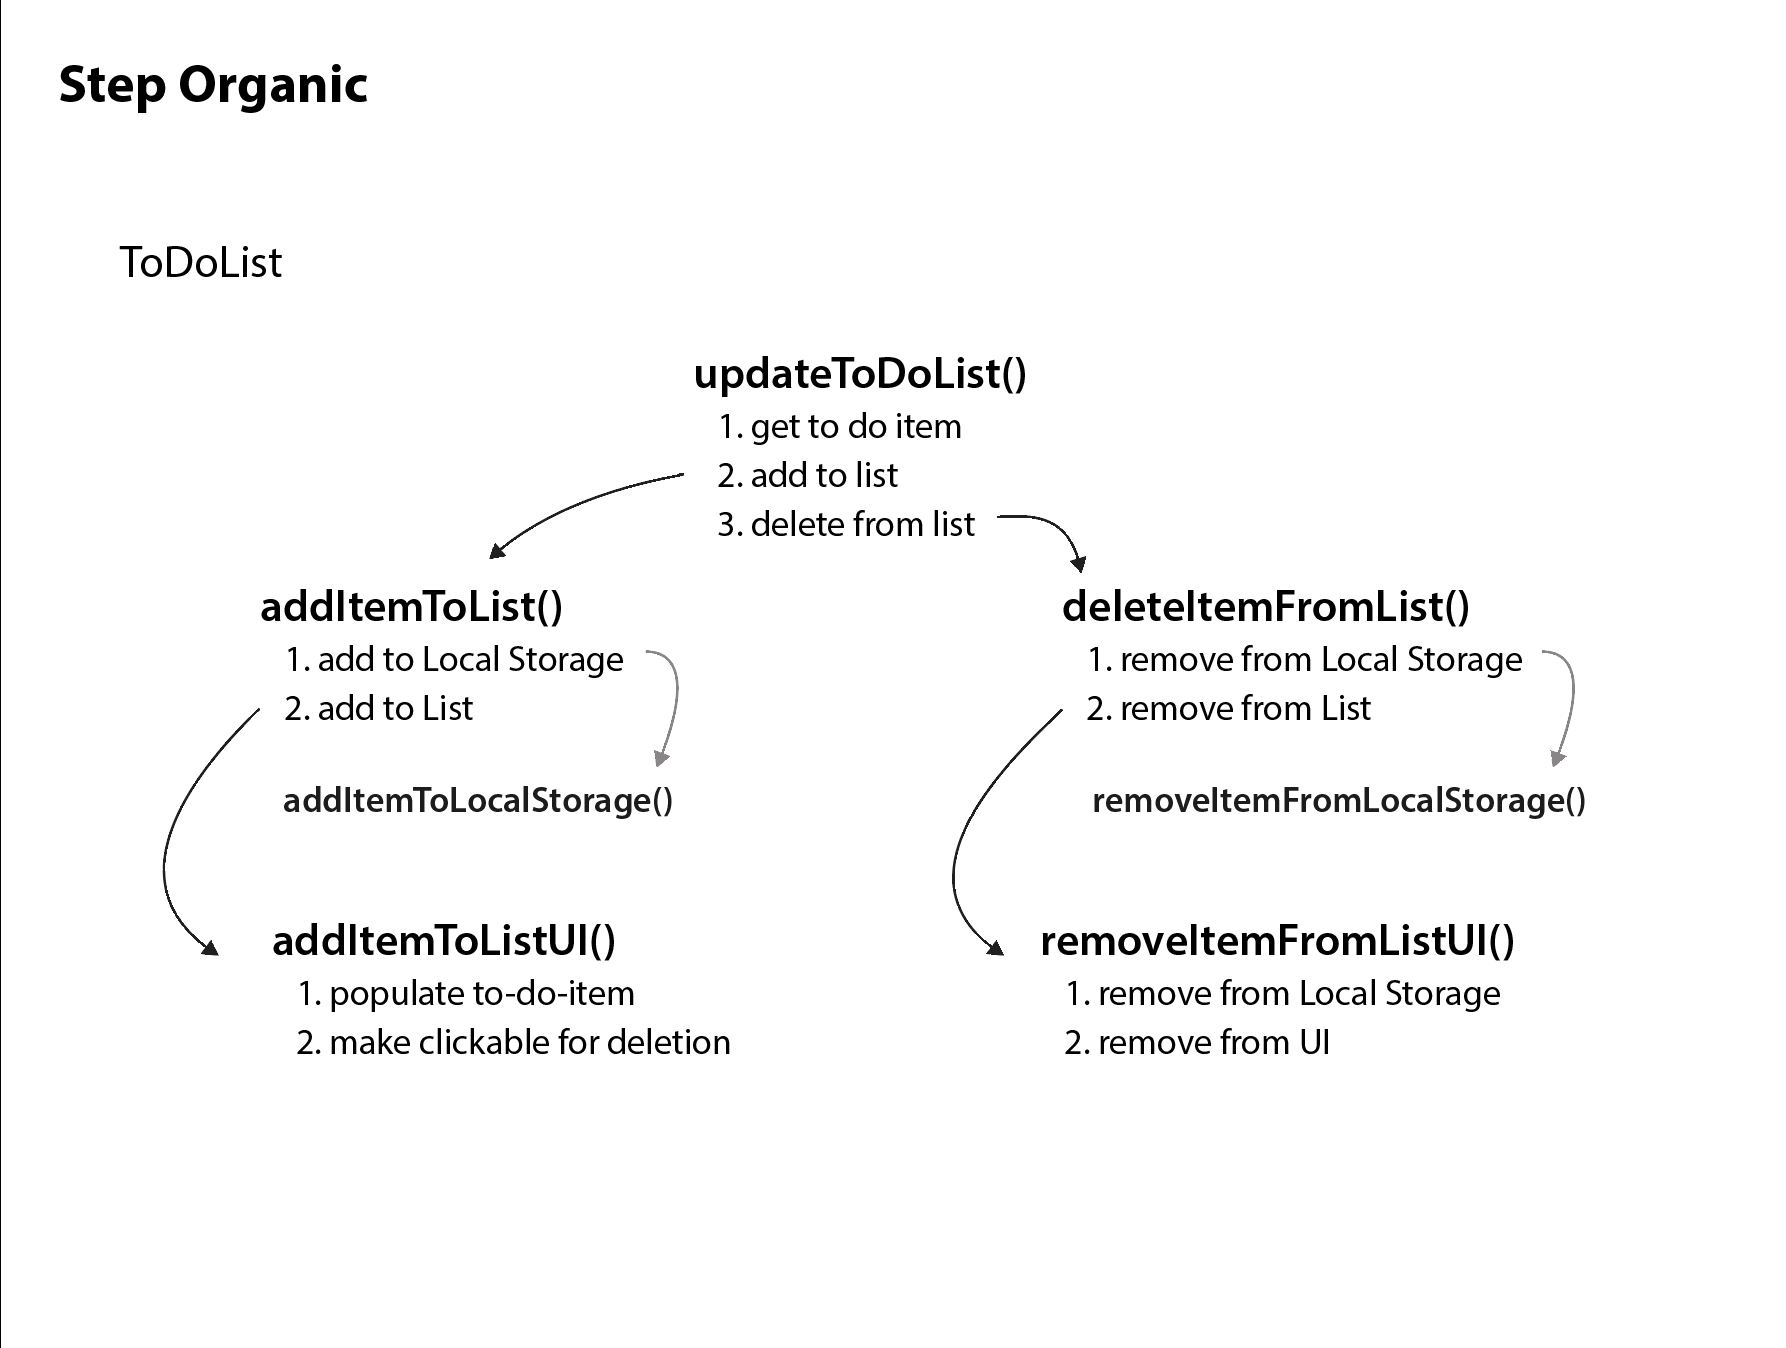 Step Organic
ToDoList
updateToDoList()
1. get to do item
2. add to list
3. delete from list
addItemToList()
1. add to Local Storage
2. add to List
addItemToLocalStorage()
addItemToListUI()
1. populate to-do-item
2. make clickable for deletion
deleteItemFromList()
1. remove from Local Storage
2. remove from List
removeItemFromLocalStorage()
removeItemFromListUI()
1. remove from Local Storage
2. remove from UI